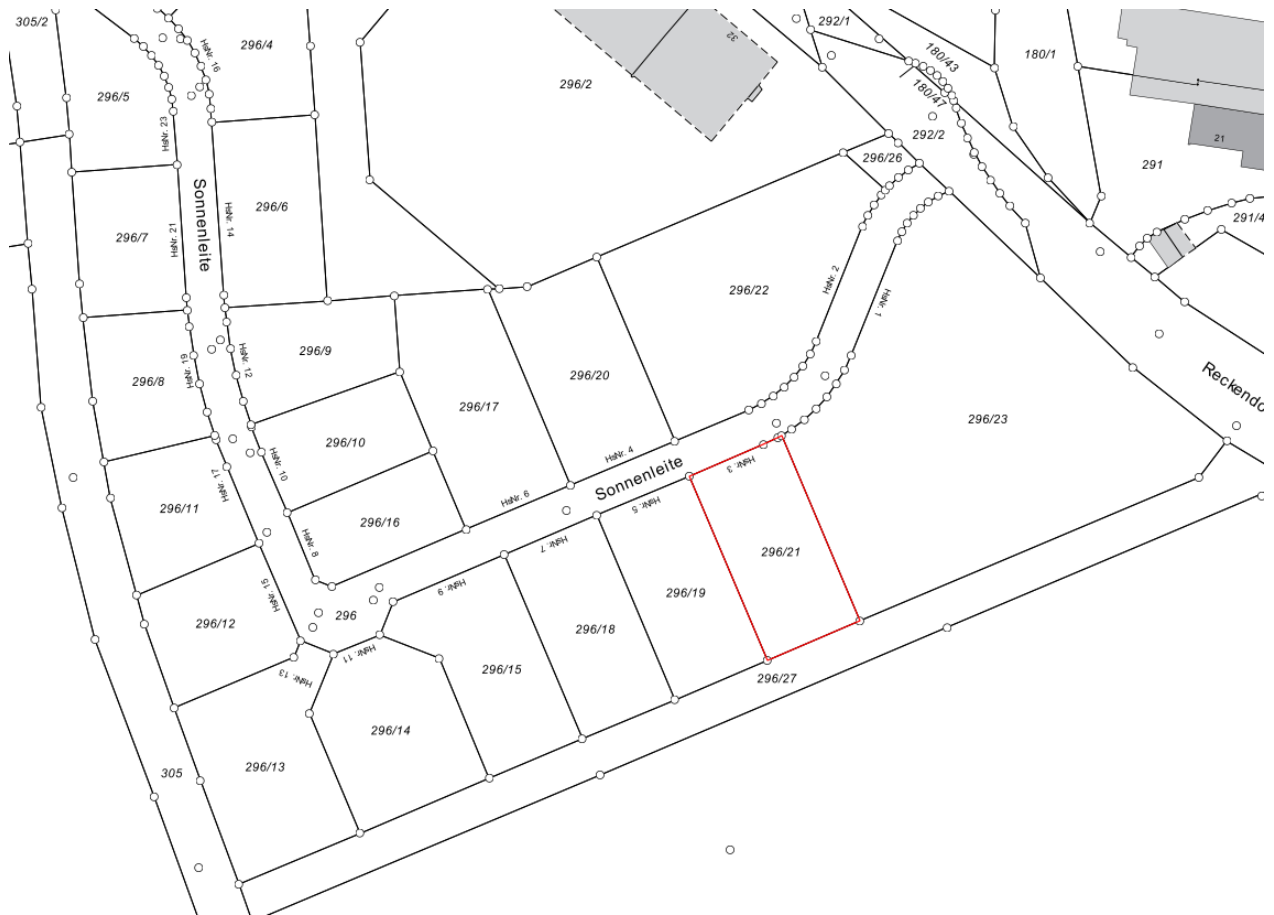 305/2
296/4
292/1
180/43
180/1
HsNr. 16
32
296/2
296/5
180/47
HsNr. 23
292/2
21
291
296/26
Sonnenleite
296/6
HsNr. 14
291/4
296/7
HsNr. 21
HsNr. 2
296/22
HsNr. 1
296/9
HsNr. 12
296/8
HsNr. 19
296/20
Reckendo
296/17
296/23
296/10
HsNr. 4
HsNr. 3
HsNr. 10
Sonnenleite
HsNr. 17
HsNr. 6
HsNr. 5
296/11
296/16
HsNr. 7
296/21
HsNr. 8
HsNr. 9
296/19
HsNr. 15
296
296/12
296/18
HsNr. 11
296/15
HsNr. 13
296/27
296/14
296/13
305